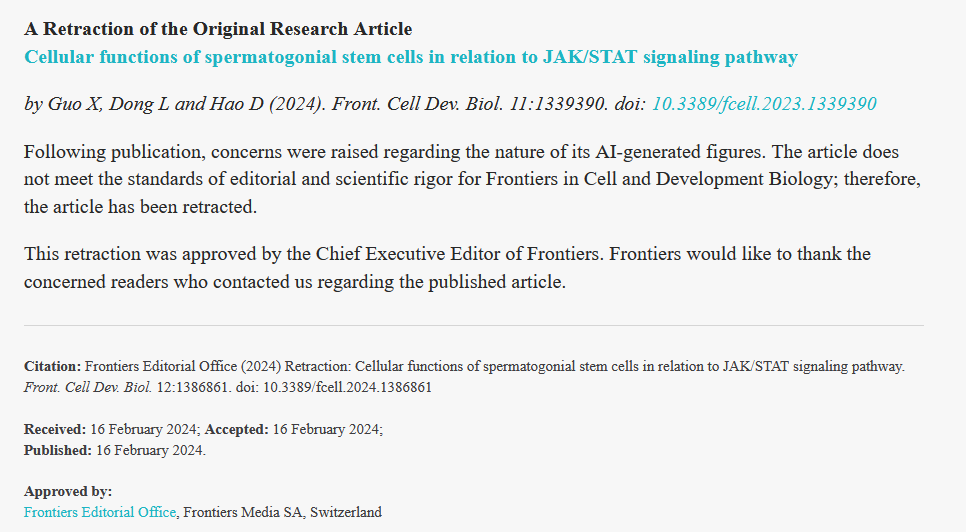 A Retraction of the Original Research Article
Cellular functions of spermatogonial stem cells in relation to JAK/STAT signaling pathway
by Guo X, Dong L and Hao D (2024). Front. Cell Dev. Biol. 11:1339390. doi: 10.3389/fcell.2023.1339390
Following publication, concerns were raised regarding the nature of its AI-generated figures. The article does
not meet the standards of editorial and scientific rigor for Frontiers in Cell and Development Biology; therefore,
the article has been retracted.
This retraction was approved by the Chief Executive Editor of Frontiers. Frontiers would like to thank the
concerned readers who contacted us regarding the published article.
Citation: Frontiers Editorial Office (2024) Retraction: Cellular functions of spermatogonial stem cells in relation to JAK/STAT signaling pathway.
Front. Cell Dev. Biol. 12:1386861. doi: 10.3389/fcell.2024.1386861
Received: 16 February 2024; Accepted: 16 February 2024;
Published: 16 February 2024.
Approved by:
Frontiers Editorial Office, Frontiers Media SA, Switzerland